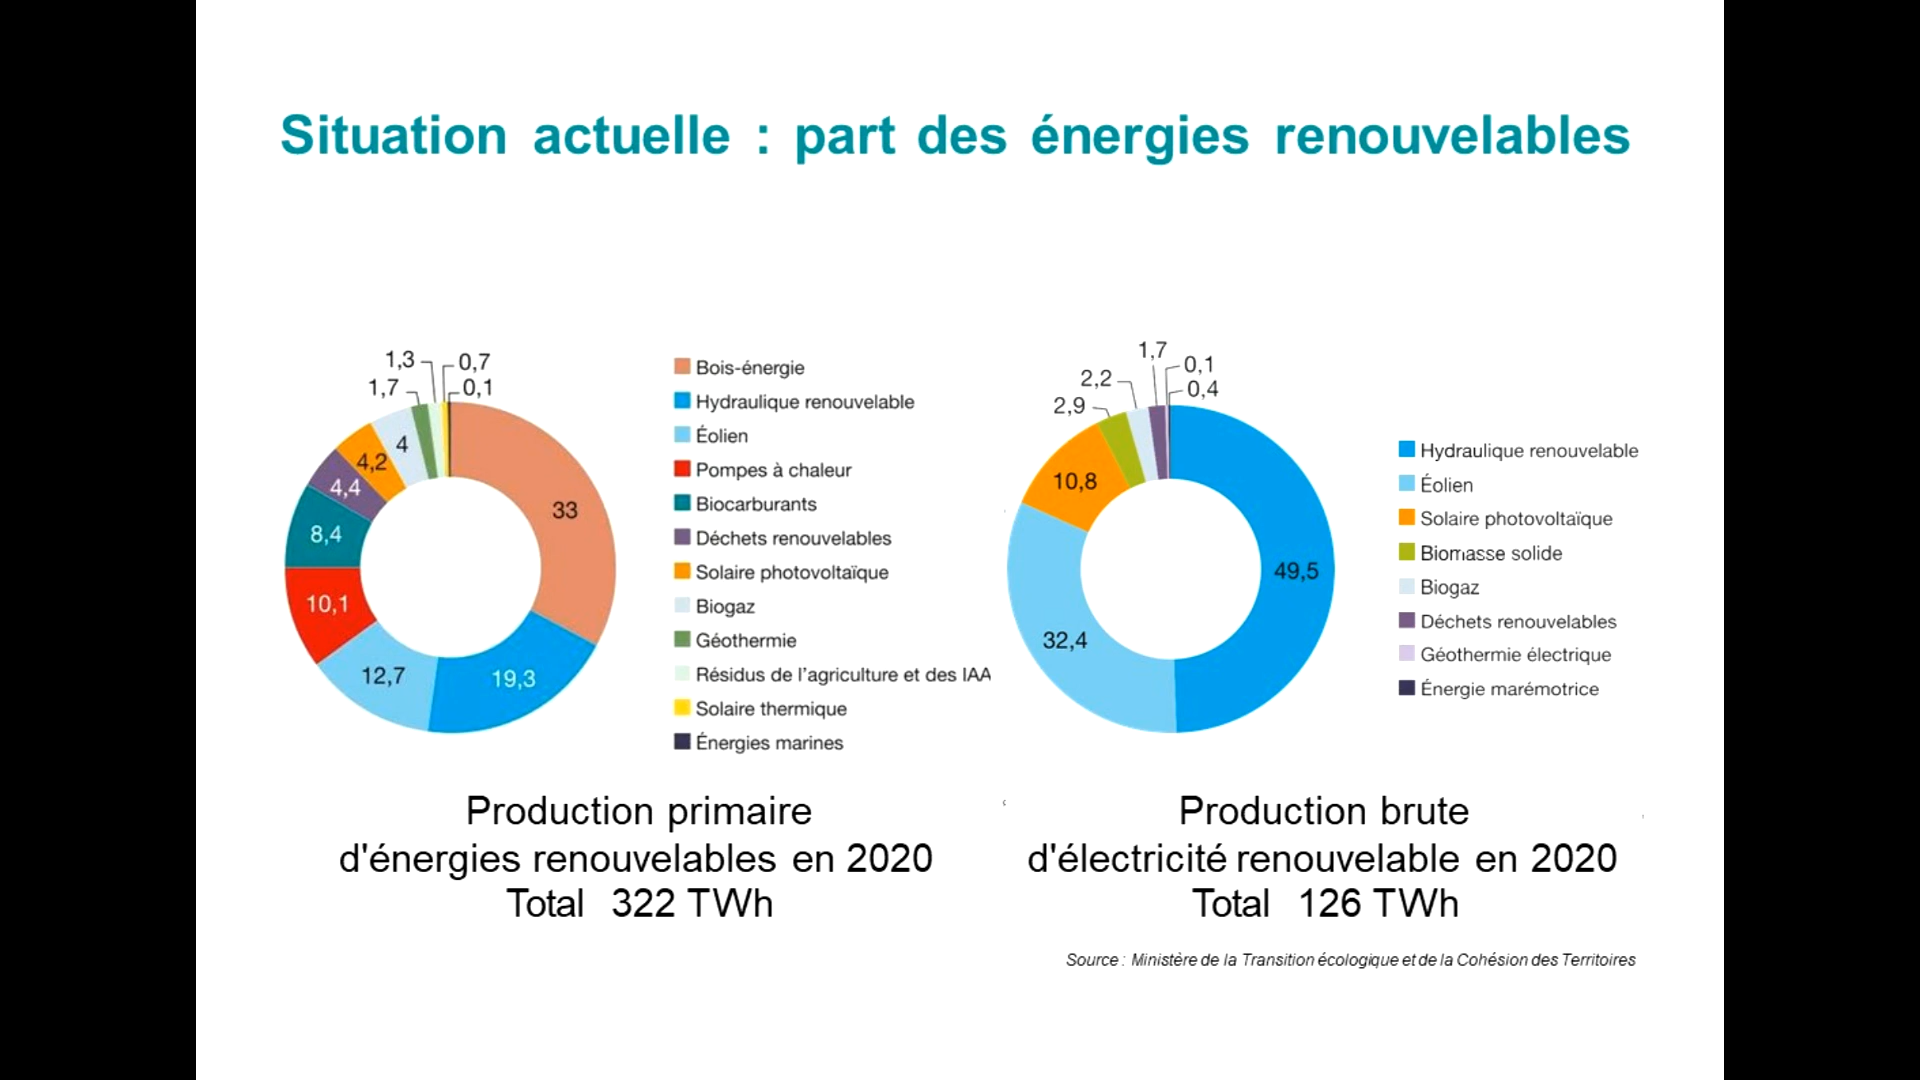 Situation actuelle : part des énergies renouvelables
1,3
0,7
1,7
0,1
4
4,2
4,4
8,4
10,1
12,7
19,3
33
Bois-énergie
Hydraulique renouvelable
Éolien
Pompes à chaleur
Biocarburants
Déchets renouvelables
Solaire photovoltaïque
Biogaz
Géothermie
Résidus de l'agriculture et des IAA
Solaire thermique
Énergies marines
Production primaire
d'énergies renouvelables en 2020
Total 322 TWh
1,7
0,1
2,2
0,4
2,9
10,8
49,5
32,4
Hydraulique renouvelable
Éolien
Solaire photovoltaïque
Biomasse solide
Biogaz
Déchets renouvelables
Géothermie électrique
Énergie marémotrice
Production brute
d'électricité renouvelable en 2020
Total 126 TWh
Source : Ministère de la Transition écologique et de la Cohésion des Territoires